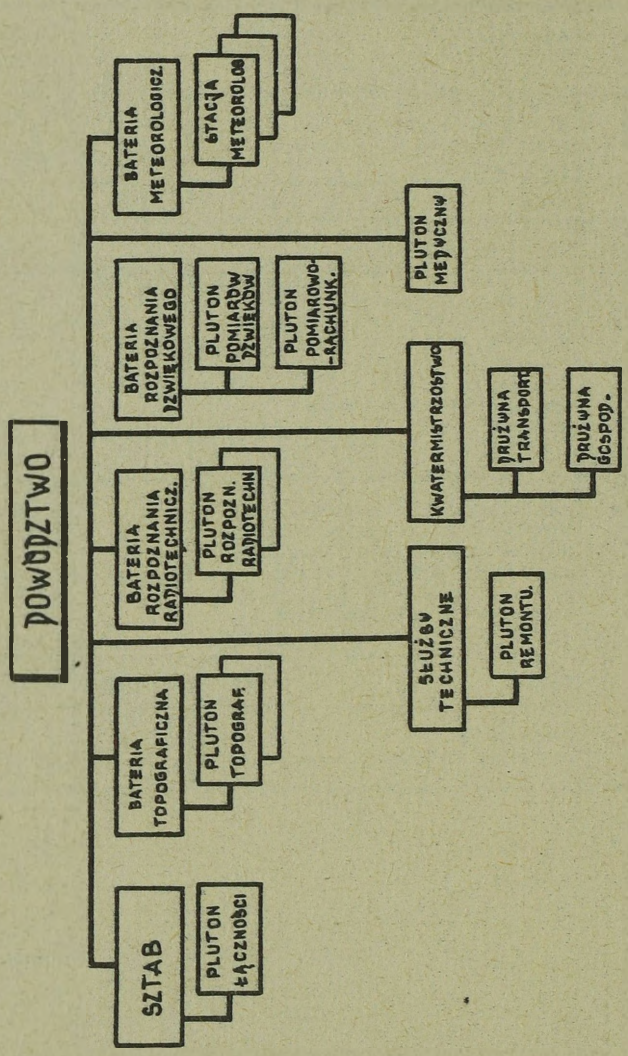 DOWÓDZTWO
SZTAB
PLUTON
ŁĄCZNOŚCI
BATERIA
TOPOGRAFICZNA
PLUTON
TOPOGRAF.
BATERIA
ROZPOZNANIA
RADIOTECHNICZ.
PLUTON
ROZPOZN.
RADIOTECHN
BATERIA
ROZPOZNANIA
DŹWIĘKOWEGO
PLUTON
POMIARÓW
DŹWIĘKÓW
PLUTON
POMIAROWO-
-RACHUNK.
BATERIA
METEOROLOGICZ.
STACJA
METEOROLOG
SŁUŻBY
TECHNICZNE
PLUTON
REMONTU.
KWATERMISTRZOSTWO
DRUŻYNA
TRANSPORT
DRUŻYNA
GOSPOD.
PLUTON
MEDYCZNY